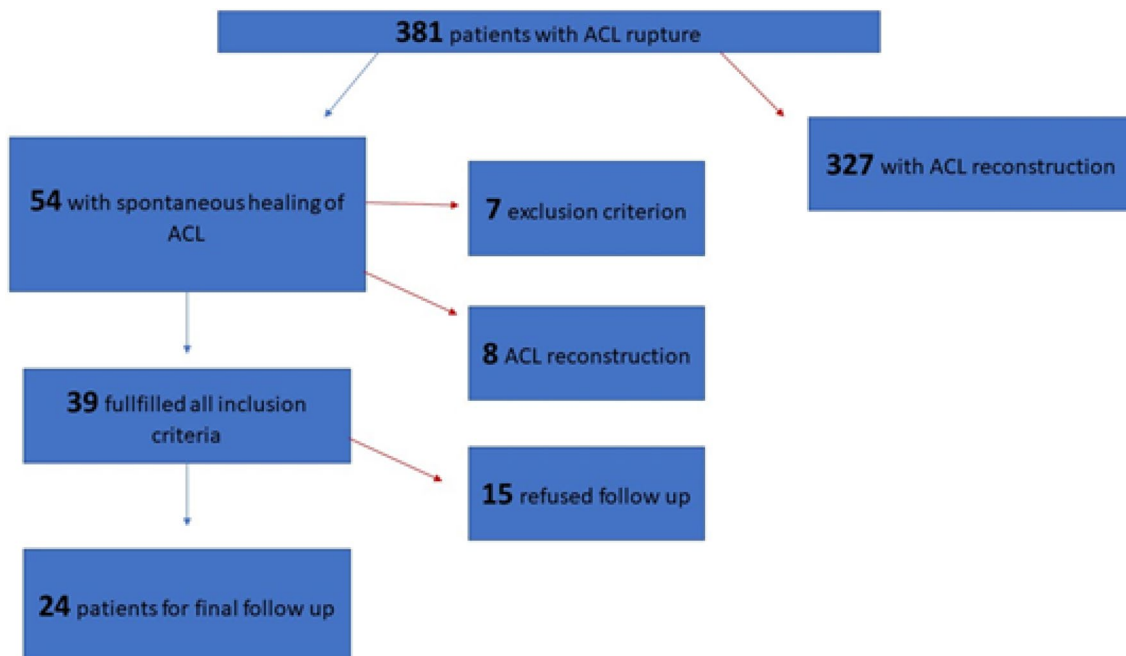 381 patients with ACL rupture
327 with ACL reconstruction
54 with spontaneous healing of
ACL
7 exclusion criterion
8 ACL reconstruction
39 fullfilled all inclusion
criteria
15 refused follow up
24 patients for final follow up